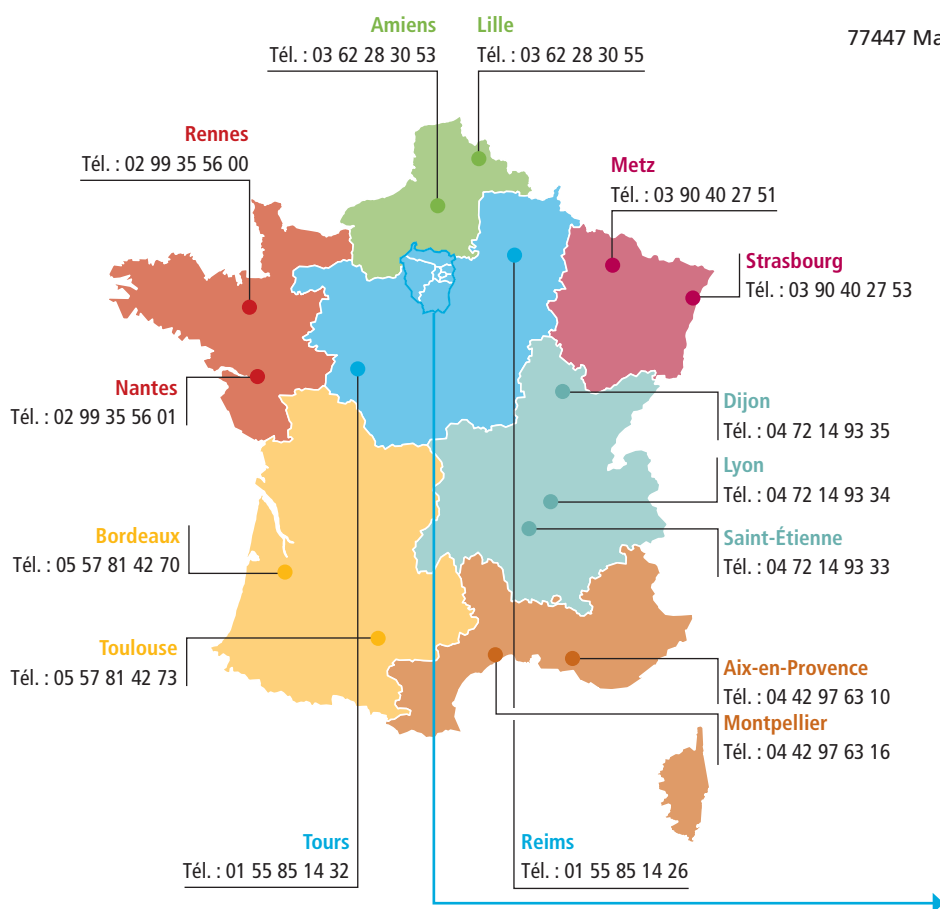 Amiens
Tél. : 03 62 28 30 53
Lille
Tél. : 03 62 28 30 55
77447 Ma
Rennes
Tél. : 02 99 35 56 00
Metz
Tél. : 03 90 40 27 51
Strasbourg
Tél. : 03 90 40 27 53
Nantes
Tél. : 02 99 35 56 01
Dijon
Tél. : 04 72 14 93 35
Lyon
Tél. : 04 72 14 93 34
Bordeaux
Tél. : 05 57 81 42 70
Saint-Étienne
Tél. : 04 72 14 93 33
Toulouse
Tél. : 05 57 81 42 73
Aix-en-Provence
Tél. : 04 42 97 63 10
Montpellier
Tél. : 04 42 97 63 16
Tours
Tél. : 01 55 85 14 32
Reims
Tél. : 01 55 85 14 26